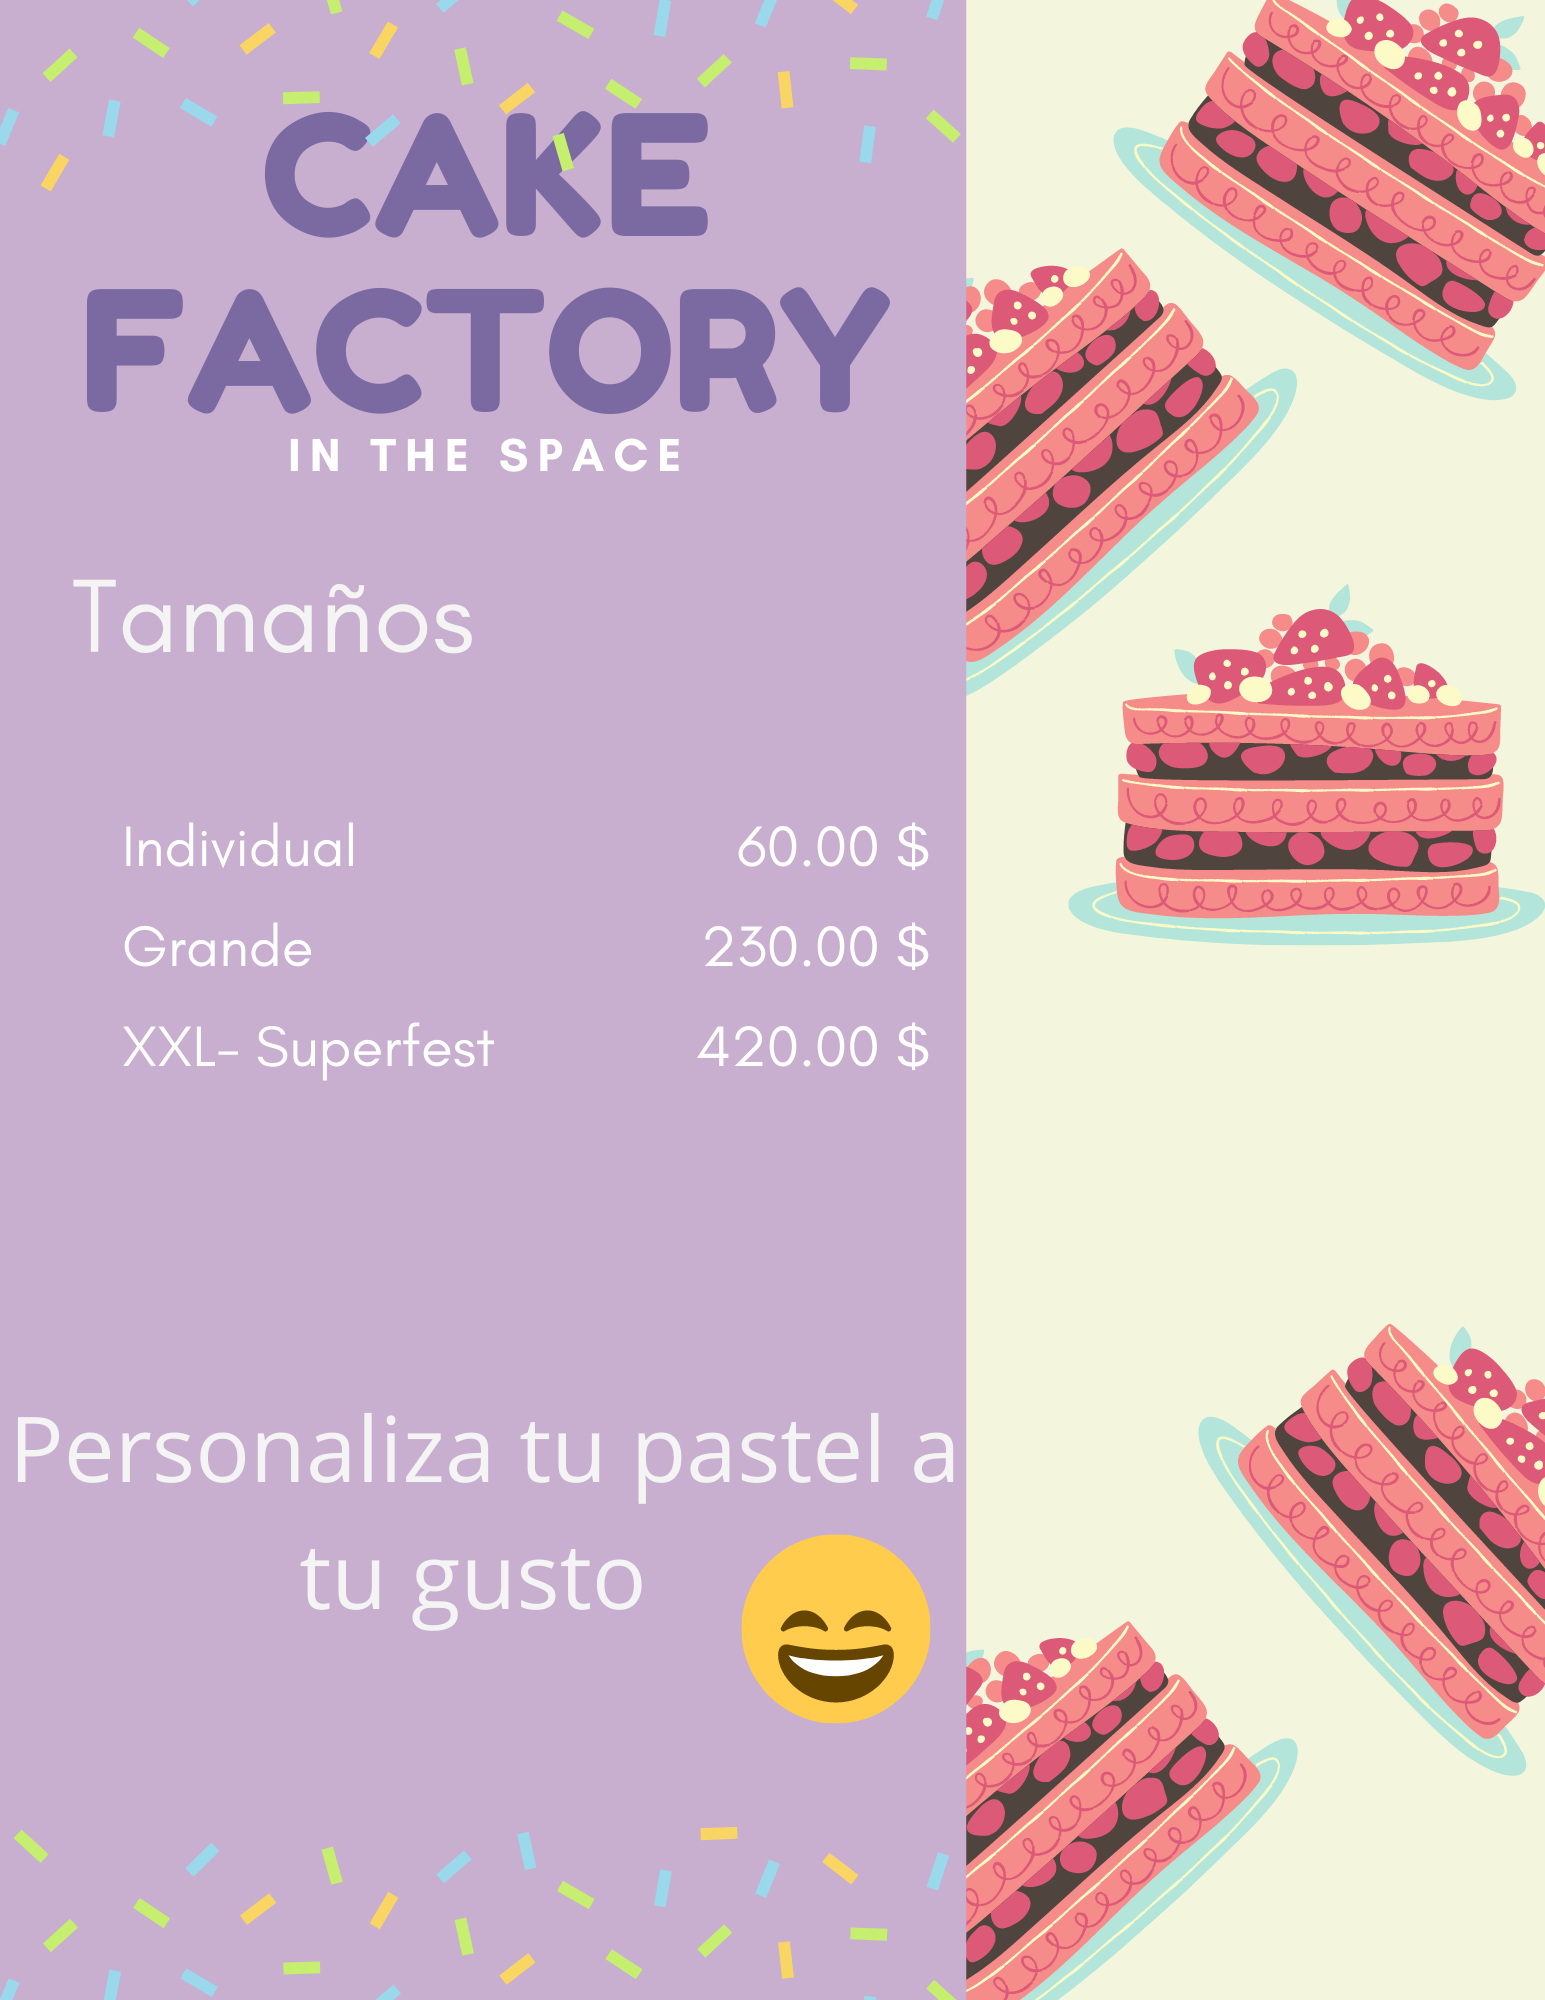 CAKE
FACTORY
IN THE SPACE
Tamaños
Individual 60.00 $
Grande 230.00 $
XXL- Superfest 420.00 $
Personaliza tu pastel a
tu gusto